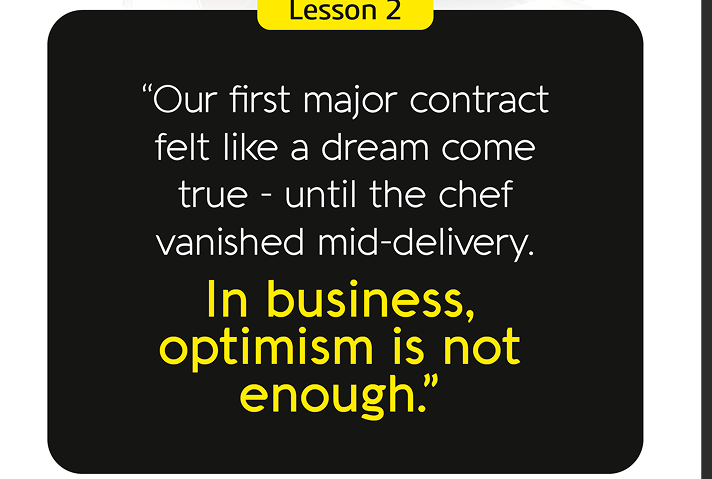 Lesson 2
“Our first major contract
felt like a dream come
true - until the chef
vanished mid-delivery.
In business,
optimism is not
enough.”